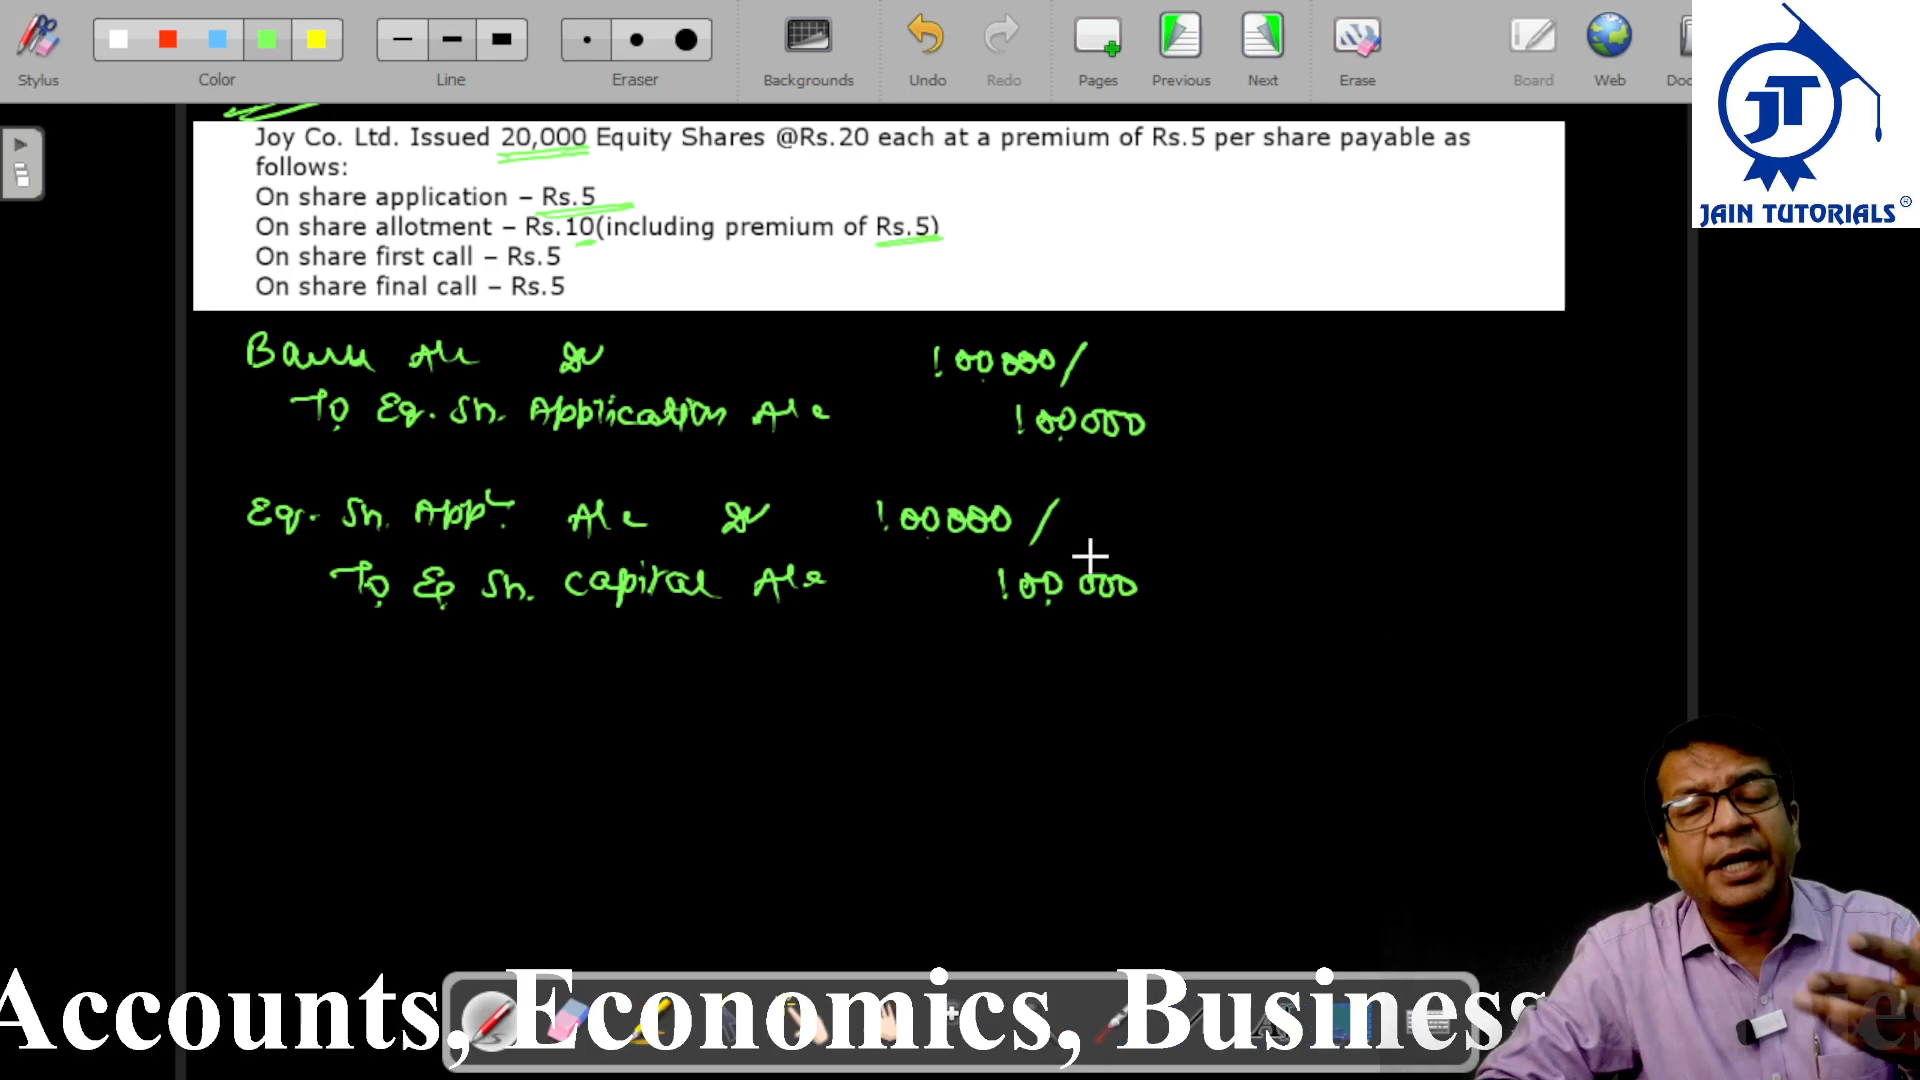 Stylus Color Line Eraser Backgrounds Undo Redo Pages Previous Next Erase Board Web
JT
JAIN TUTORIALS®
Joy Co. Ltd. Issued 20,000 Equity Shares @Rs.20 each at a premium of Rs.5 per share payable as
follows:
On share application – Rs.5
On share allotment – Rs.10(including premium of Rs.5)
On share first call – Rs.5
On share final call – Rs.5
Bank A/c Dr 100000/
To Eq. Sh. Application A/c 100000
Eq. Sh. Appl. A/c Dr 100000/
To Eq Sh. Capital A/c 100000
Accounts, Economics, Business